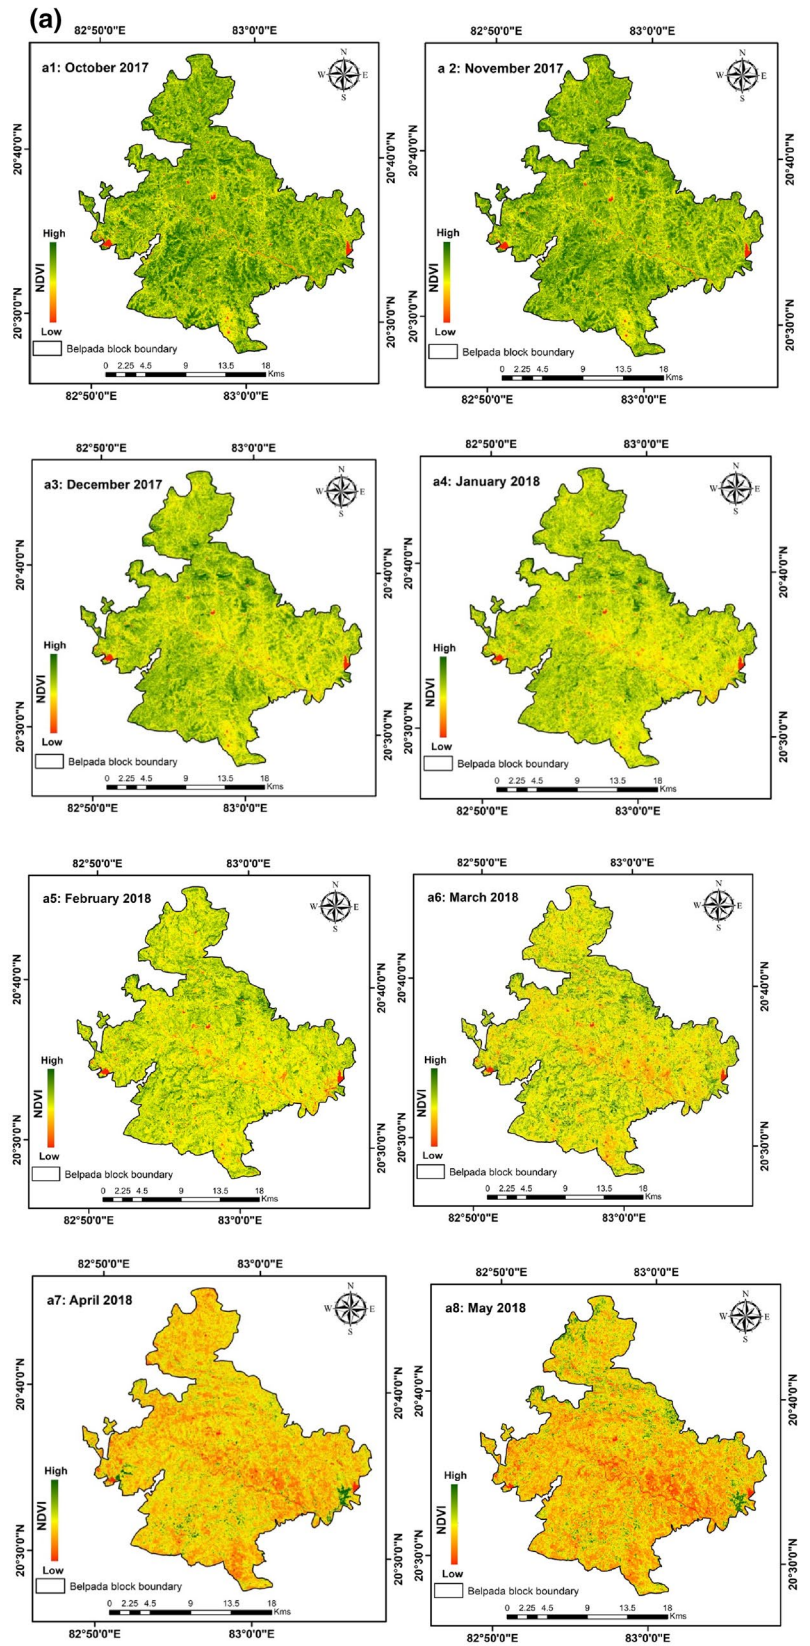 (a)
82°50'0"E 83°0'0"E
a1: October 2017
N
W E
S
20°40'0"N
20°40'0"N
High
NDVI
Low
20°30'0"N
20°30'0"N
Belpada block boundary
0 2.25 4.5 9 13.5 18
Kms
82°50'0"E 83°0'0"E
82°50'0"E 83°0'0"E
a 2: November 2017
N
W E
S
20°40'0"N
20°40'0"N
High
NDVI
Low
20°30'0"N
20°30'0"N
Belpada block boundary
0 2.25 4.5 9 13.5 18
Kms
82°50'0"E 83°0'0"E
82°50'0"E 83°0'0"E
a3: December 2017
N
W E
S
20°40'0"N
20°40'0"N
High
NDVI
Low
20°30'0"N
20°30'0"N
Belpada block boundary
0 2.25 4.5 9 13.5 18
Kms
82°50'0"E 83°0'0"E
82°50'0"E 83°0'0"E
a4: January 2018
N
W E
S
20°40'0"N
20°40'0"N
High
NDVI
Low
20°30'0"N
20°30'0"N
Belpada block boundary
0 2.25 4.5 9 13.5 18
Kms
82°50'0"E 83°0'0"E
82°50'0"E 83°0'0"E
a5: February 2018
N
W E
S
20°40'0"N
20°40'0"N
High
NDVI
Low
20°30'0"N
20°30'0"N
Belpada block boundary
0 2.25 4.5 9 13.5 18
Kms
82°50'0"E 83°0'0"E
82°50'0"E 83°0'0"E
a6: March 2018
N
W E
S
20°40'0"N
20°40'0"N
High
NDVI
Low
20°30'0"N
20°30'0"N
Belpada block boundary
0 2.25 4.5 9 13.5 18
Kms
82°50'0"E 83°0'0"E
82°50'0"E 83°0'0"E
a7: April 2018
N
W E
S
20°40'0"N
20°40'0"N
High
NDVI
Low
20°30'0"N
20°30'0"N
Belpada block boundary
0 2.25 4.5 9 13.5 18
Kms
82°50'0"E 83°0'0"E
82°50'0"E 83°0'0"E
a8: May 2018
N
W E
S
20°40'0"N
20°40'0"N
High
NDVI
Low
20°30'0"N
20°30'0"N
Belpada block boundary
0 2.25 4.5 9 13.5 18
Kms
82°50'0"E 83°0'0"E